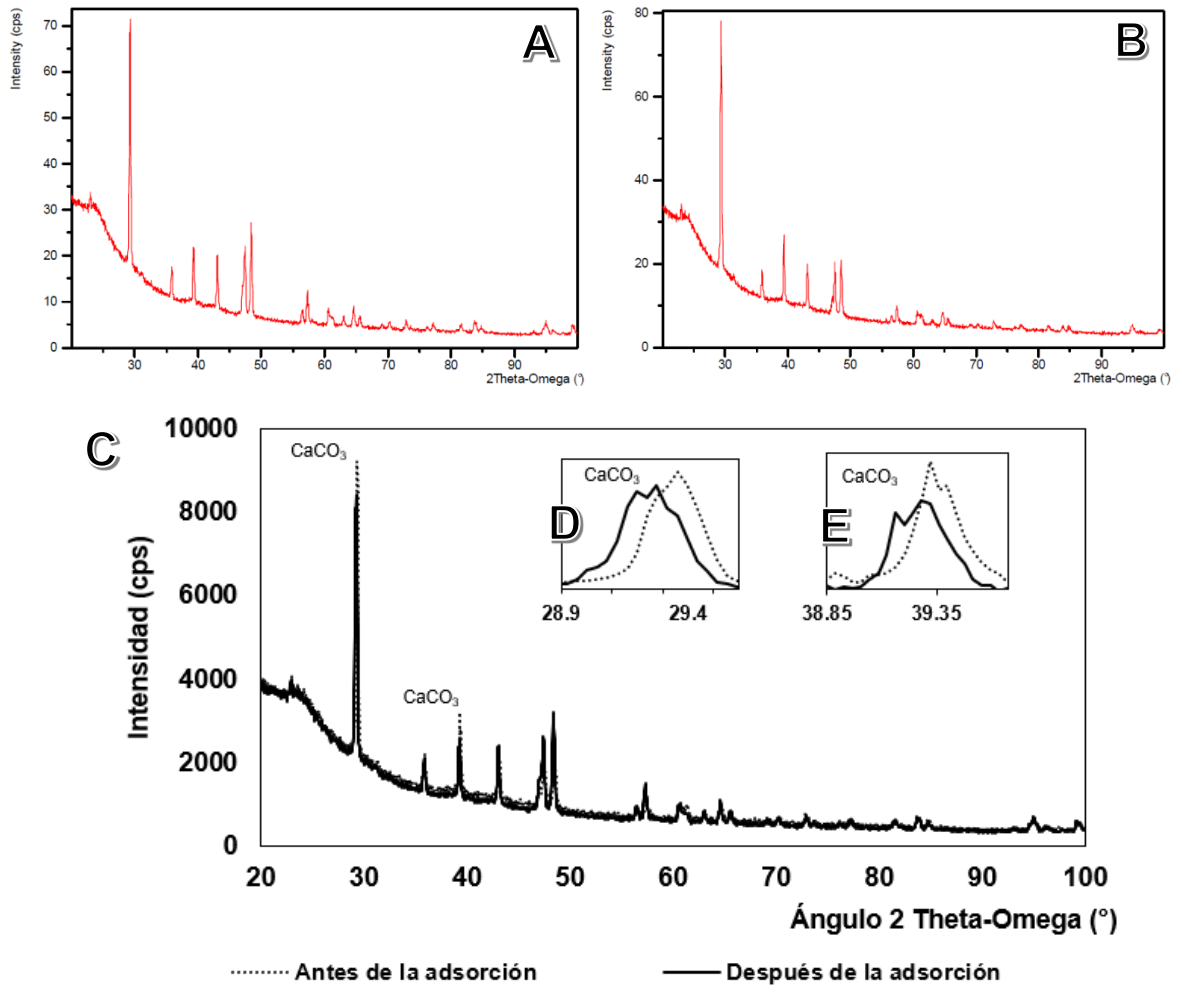 Intensity (cps)
70
60
50
40
30
20
10
0
A
30
40
50
60
70
80
90
2Theta-Omega (°)
Intensity (cps)
80
60
40
20
0
B
30
40
50
60
70
80
90
2Theta-Omega (°)
C
Intensidad (cps)
10000
8000
6000
4000
2000
0
CaCO₃
CaCO₃
CaCO₃
D
28.9
29.4
CaCO₃
E
38.85
39.35
20
30
40
50
60
70
80
90
100
Ángulo 2 Theta-Omega (°)
Antes de la adsorción
Después de la adsorción